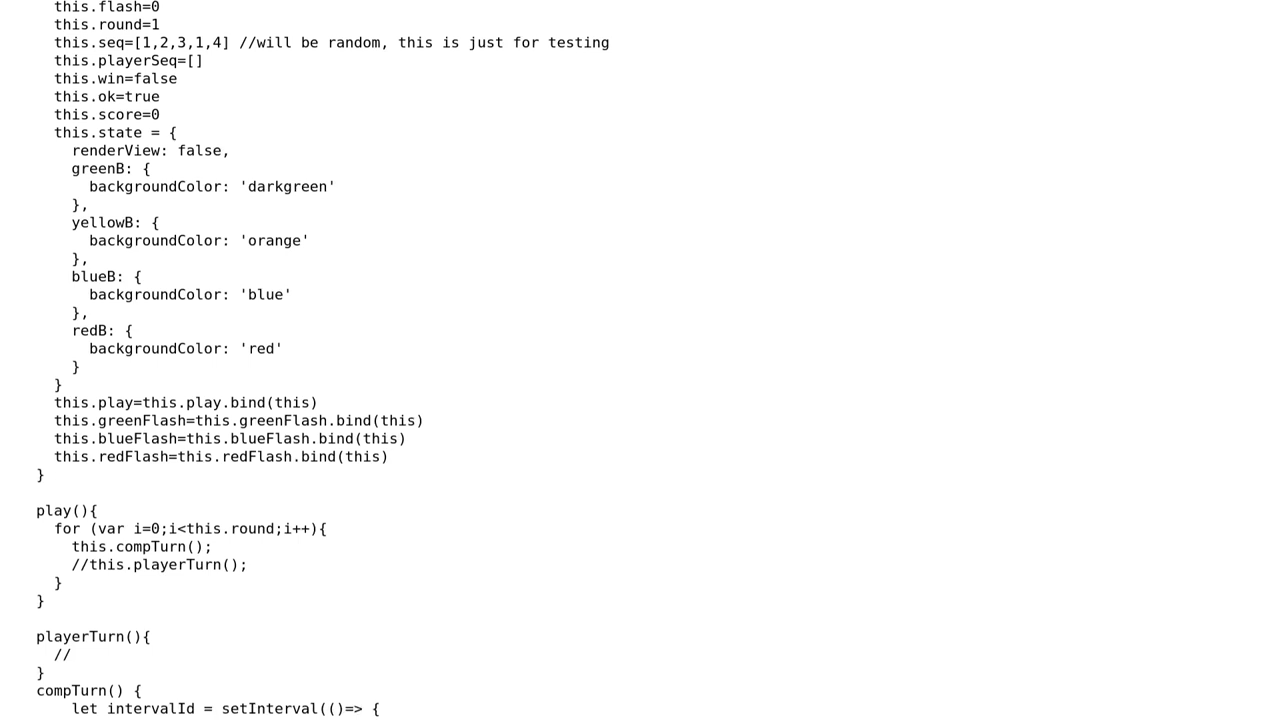 this.flash=0
this.round=1
this.seq=[1,2,3,1,4] //will be random, this is just for testing
this.playerSeq=[]
this.win=false
this.ok=true
this.score=0
this.state = {
renderView: false,
greenB: {
backgroundColor: 'darkgreen'
},
yellowB: {
backgroundColor: 'orange'
},
blueB: {
backgroundColor: 'blue'
},
redB: {
backgroundColor: 'red'
}
}
this.play=this.play.bind(this)
this.greenFlash=this.greenFlash.bind(this)
this.blueFlash=this.blueFlash.bind(this)
this.redFlash=this.redFlash.bind(this)
}
play(){
for (var i=0;i<this.round;i++){
this.compTurn();
//this.playerTurn();
}
}
playerTurn(){
//
}
compTurn() {
let intervalId = setInterval(()=> {